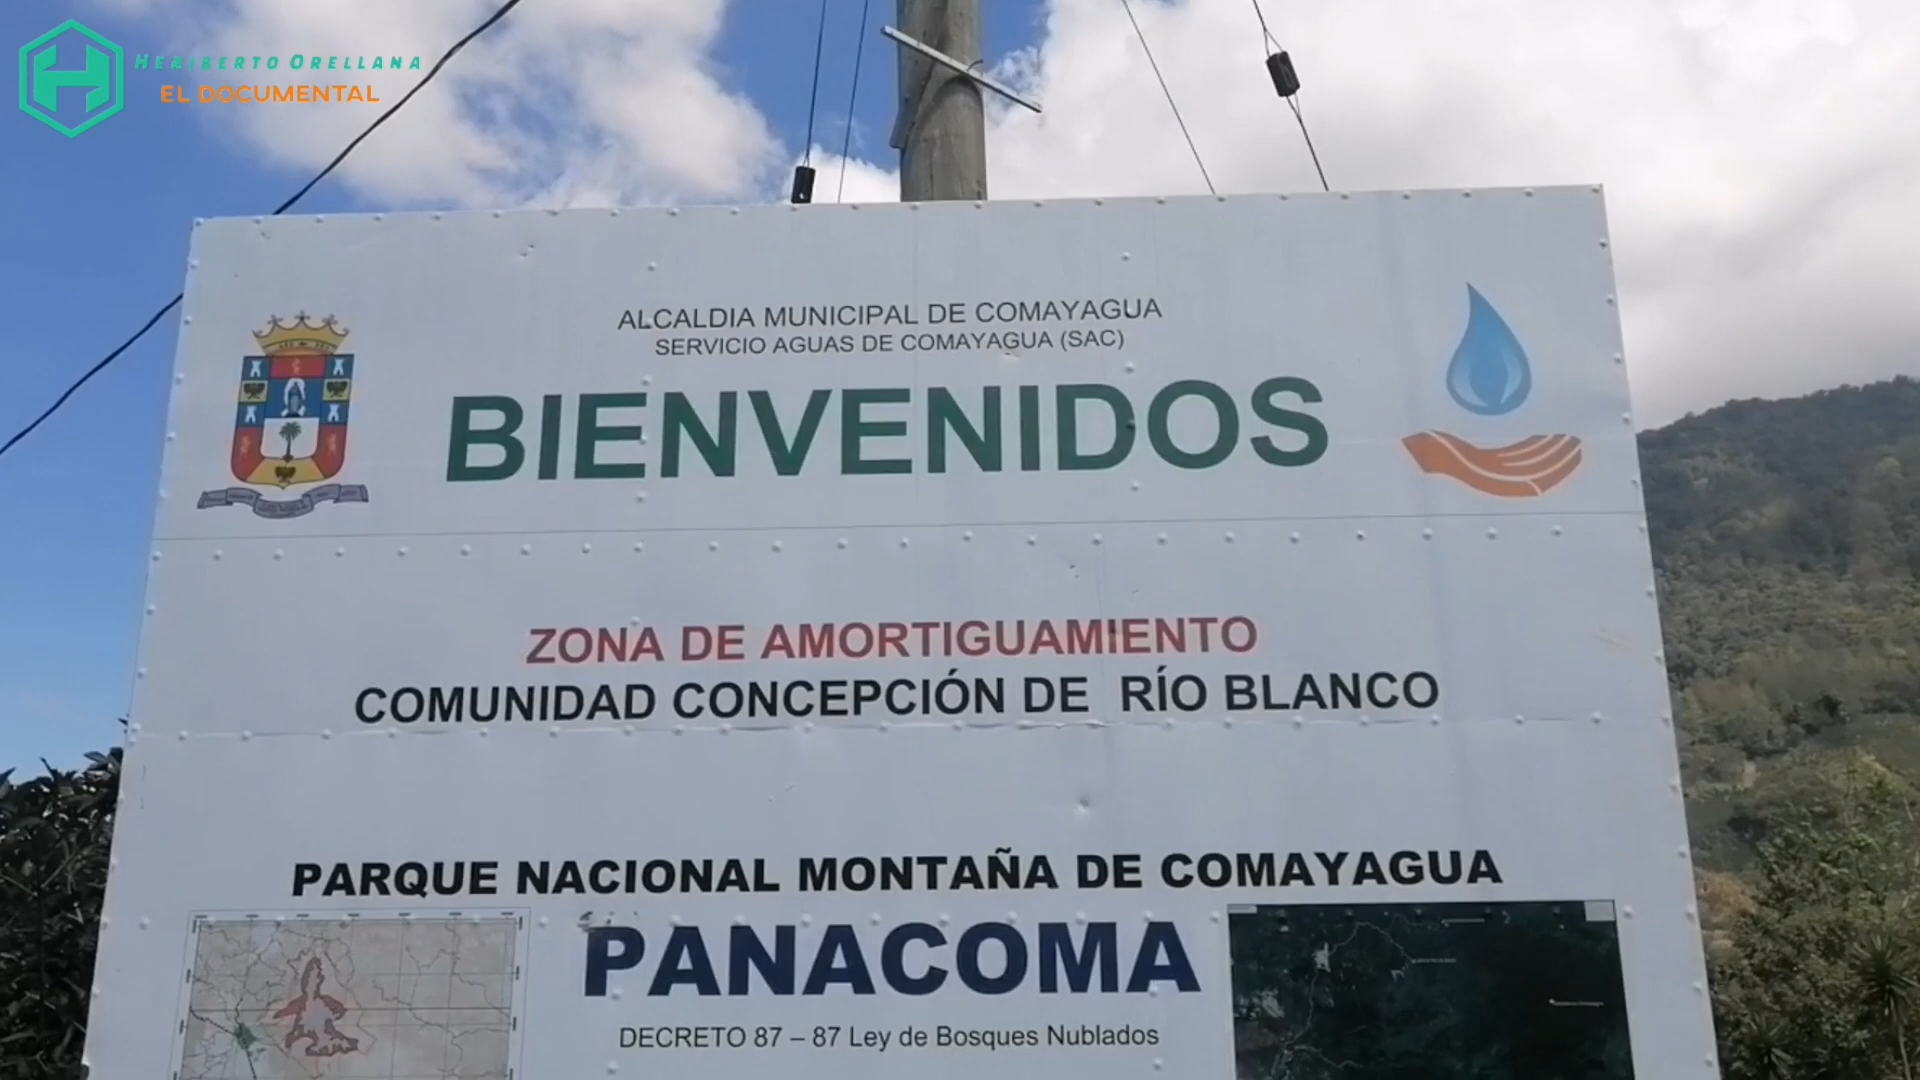 HERIBERTO ORELLANA
EL DOCUMENTAL
ALCALDIA MUNICIPAL DE COMAYAGUA
SERVICIO AGUAS DE COMAYAGUA (SAC)
BIENVENIDOS
ZONA DE AMORTIGUAMIENTO
COMUNIDAD CONCEPCIÓN DE RÍO BLANCO
PARQUE NACIONAL MONTAÑA DE COMAYAGUA
PANACOMA
DECRETO 87 – 87 Ley de Bosques Nublados